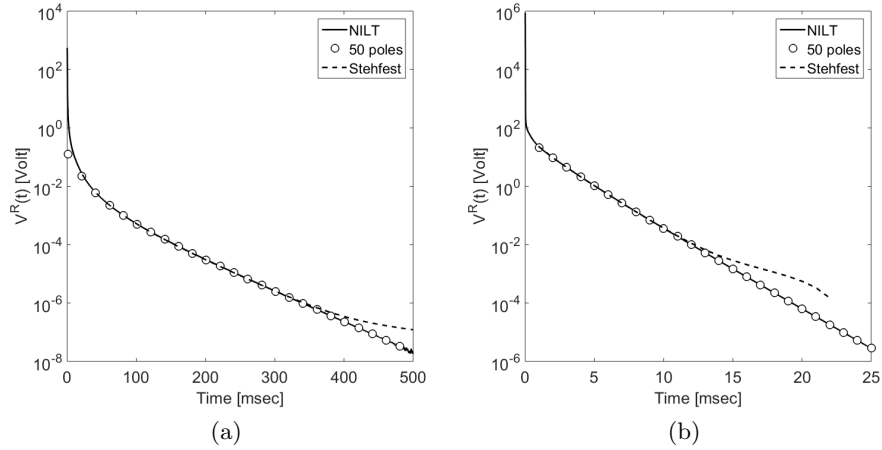 10^4
10^2
10^0
10^-2
10^-4
10^-6
10^-8
V^R(t) [Volt]
NILT
50 poles
Stehfest
0 100 200 300 400 500
Time [msec]
(a)
10^6
10^4
10^2
10^0
10^-2
10^-4
10^-6
V^R(t) [Volt]
NILT
50 poles
Stehfest
0 5 10 15 20 25
Time [msec]
(b)